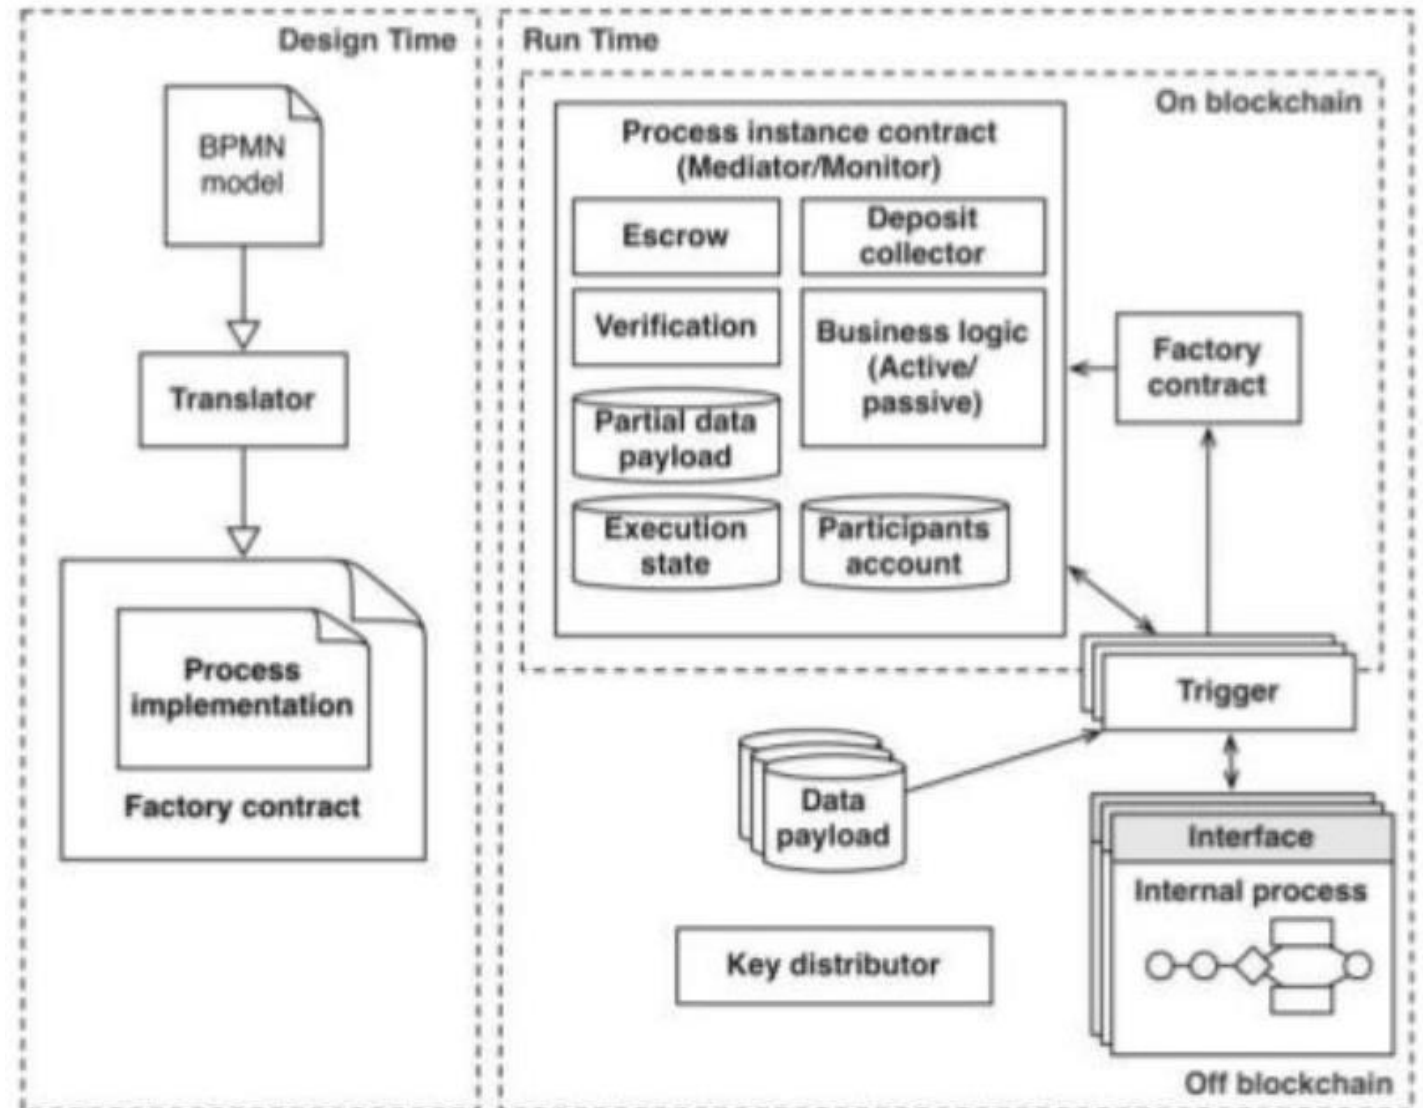 Design Time
BPMN
model
Translator
Process
implementation
Factory contract
Run Time
On blockchain
Process instance contract
(Mediator/Monitor)
Escrow
Deposit
collector
Verification
Business logic
(Active/
passive)
Partial data
payload
Execution
state
Participants
account
Factory
contract
Trigger
Data
payload
Interface
Internal process
Key distributor
Off blockchain